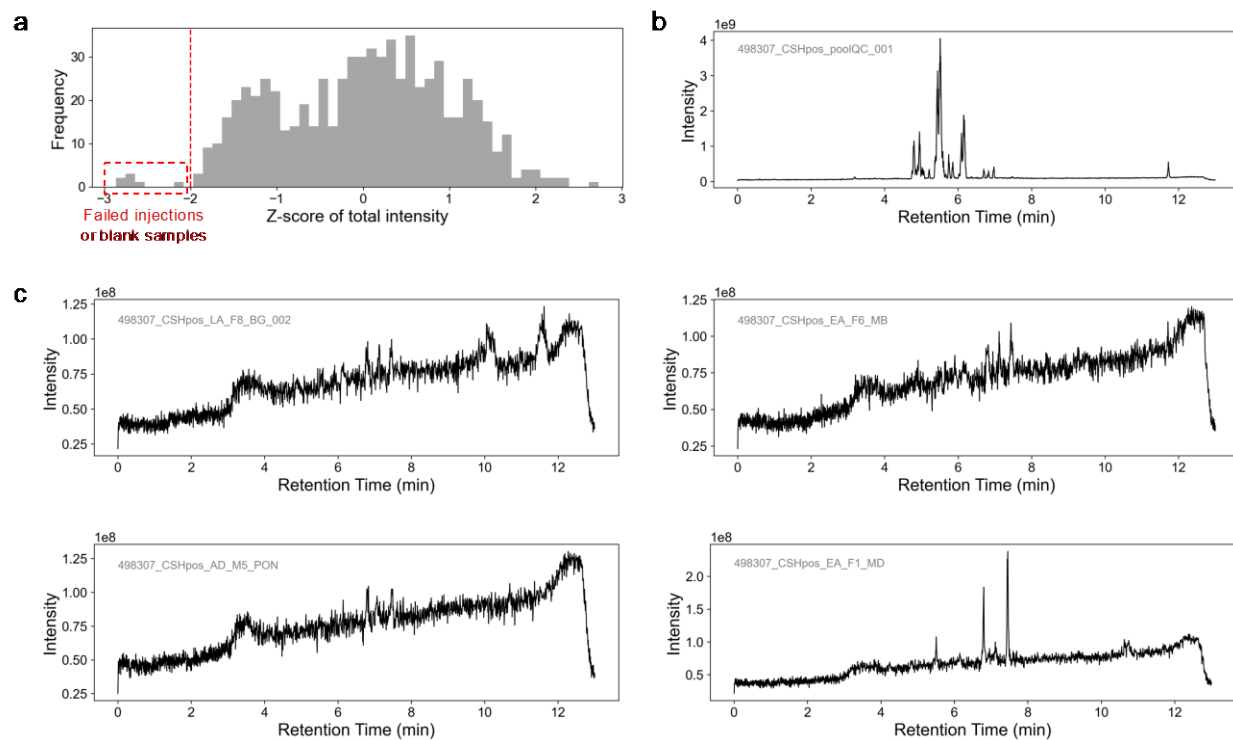 a
Frequency
30
20
10
0
−3
−2
−1
0
1
2
3
Z-score of total intensity
Failed injections
or blank samples
b
1e9
498307_CSHpos_poolQC_001
Intensity
4
3
2
1
0
0
2
4
6
8
10
12
Retention Time (min)
c
1e8
498307_CSHpos_LA_F8_BG_002
Intensity
1.25
1.00
0.75
0.50
0.25
0
2
4
6
8
10
12
Retention Time (min)
1e8
498307_CSHpos_EA_F6_MB
Intensity
1.25
1.00
0.75
0.50
0.25
0
2
4
6
8
10
12
Retention Time (min)
1e8
498307_CSHpos_AD_M5_PON
Intensity
1.25
1.00
0.75
0.50
0.25
0
2
4
6
8
10
12
Retention Time (min)
1e8
498307_CSHpos_EA_F1_MD
Intensity
2.0
1.5
1.0
0.5
0
2
4
6
8
10
12
Retention Time (min)